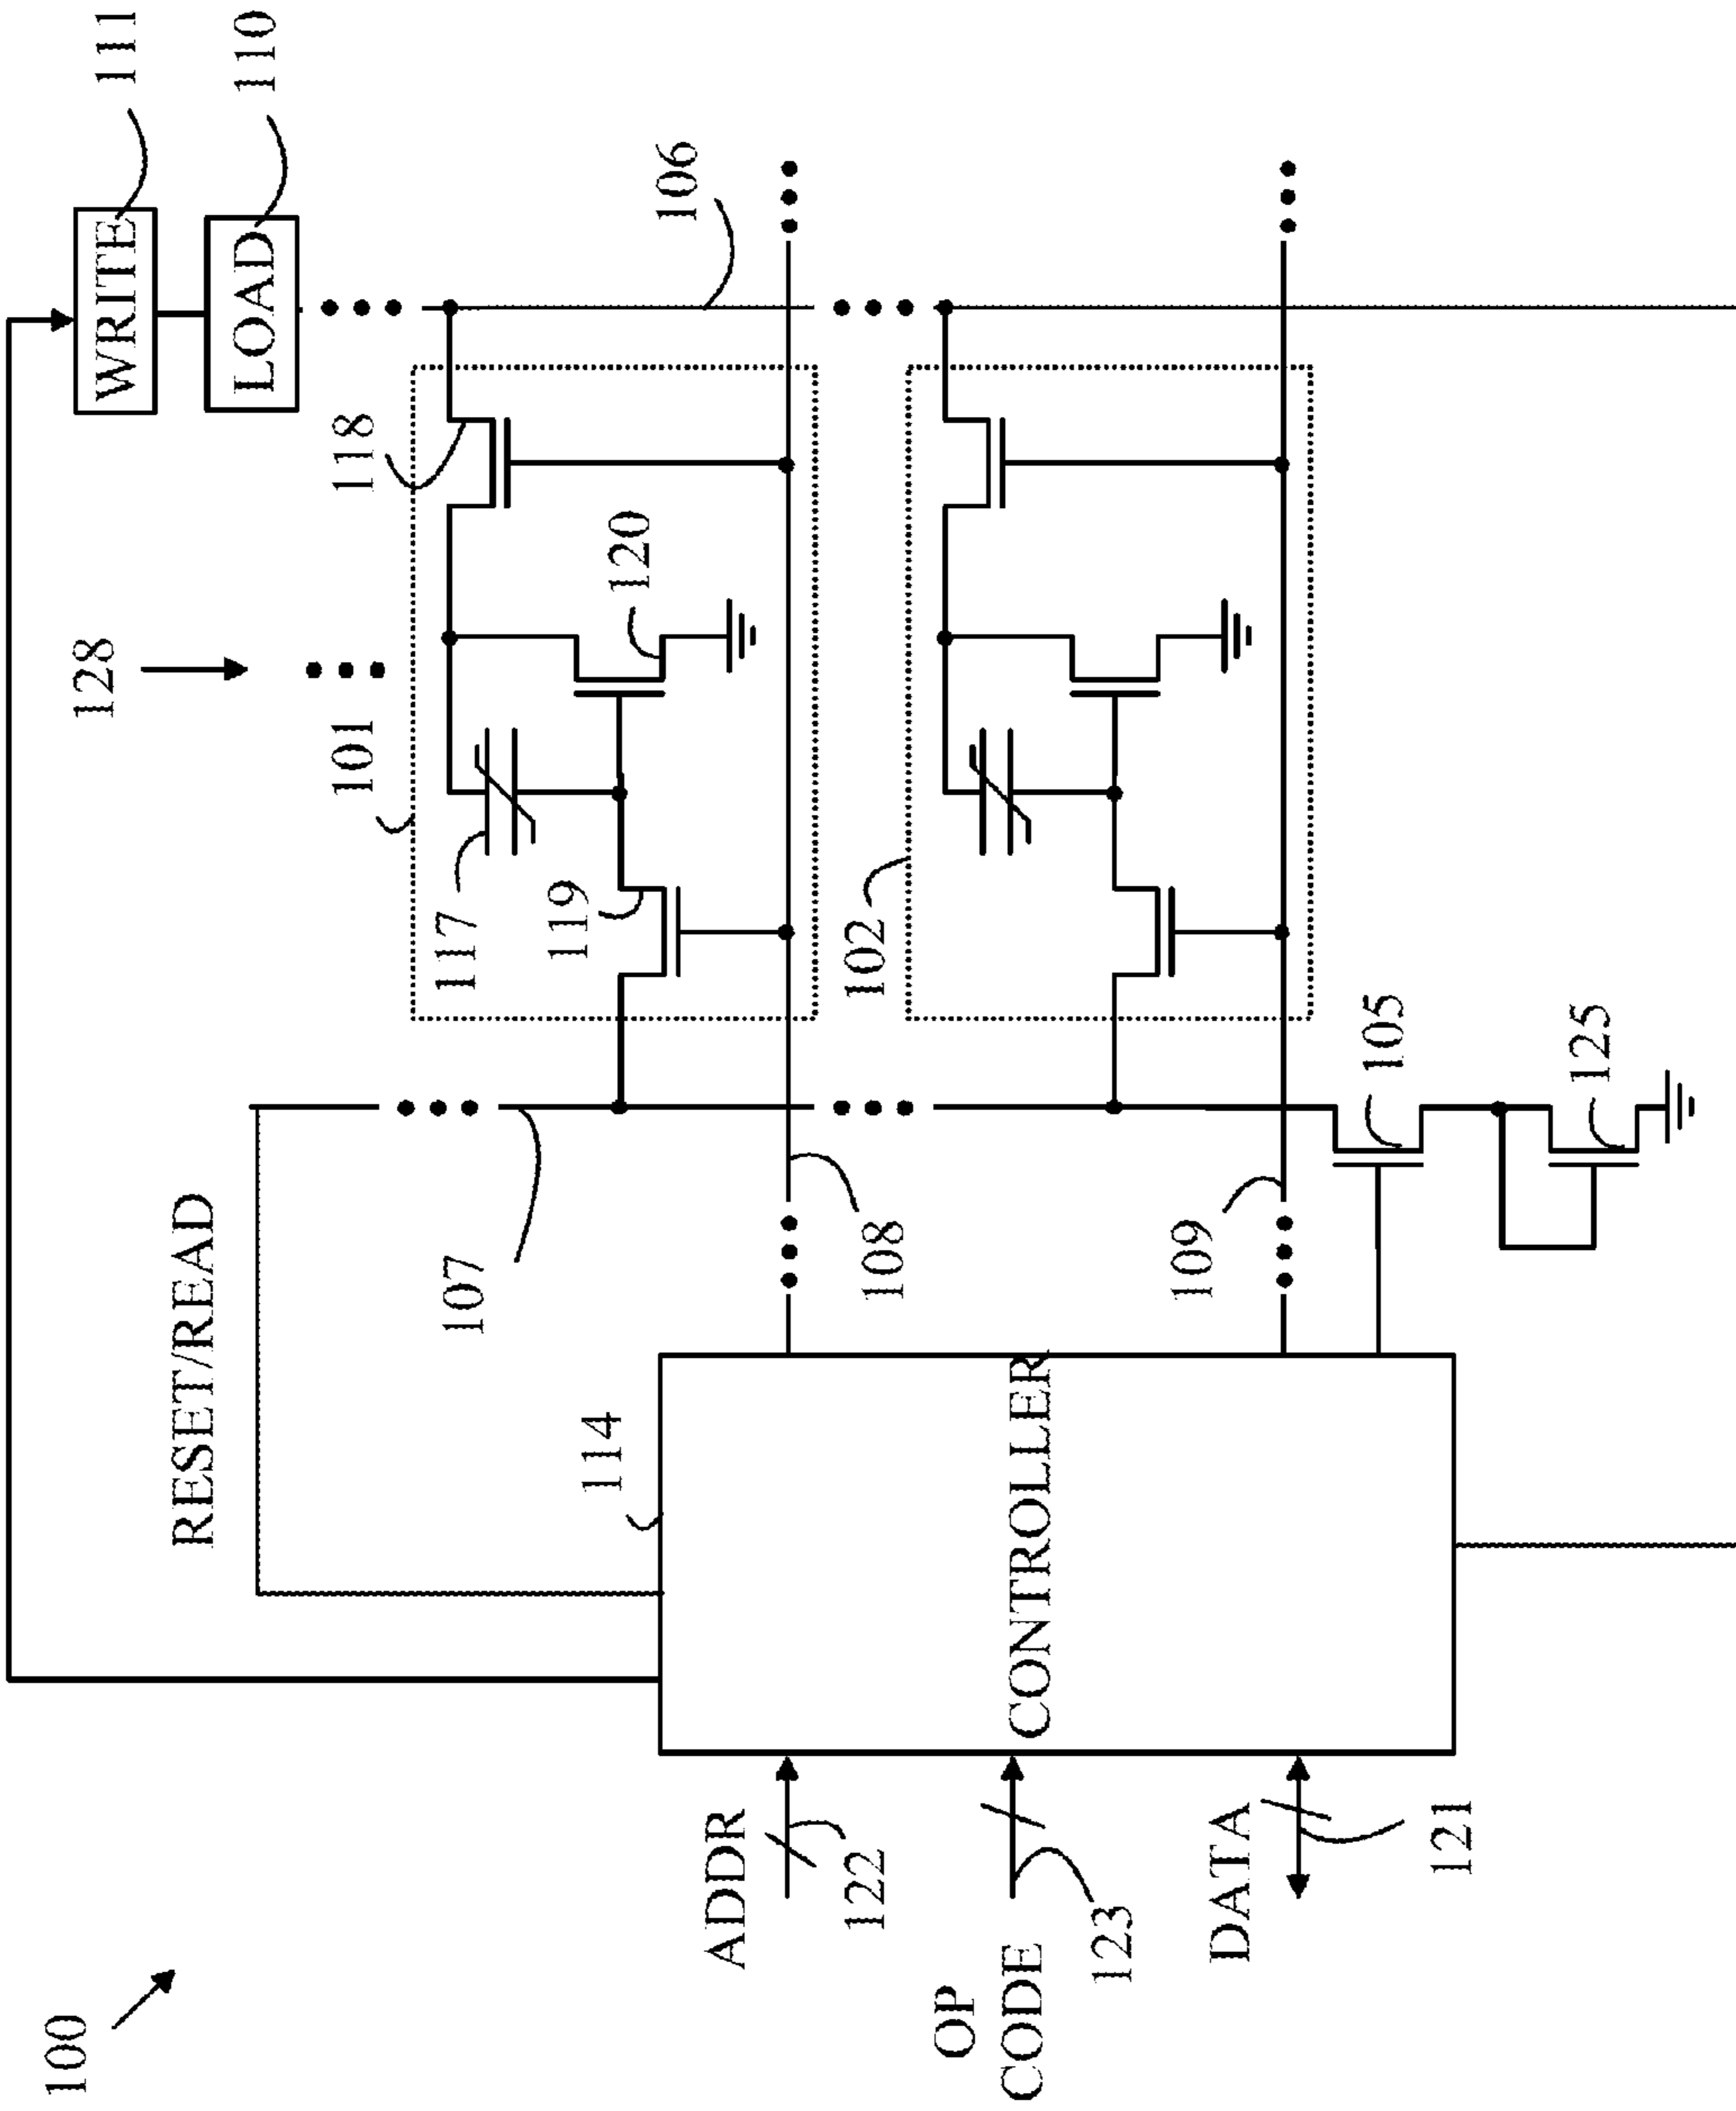 100
128
WRITE
111
LOAD
110
RESET/READ
101
118
106
117
119
120
107
114
108
102
ADDR
122
OP
CODE
123
CONTROLLER
109
105
DATA
121
125